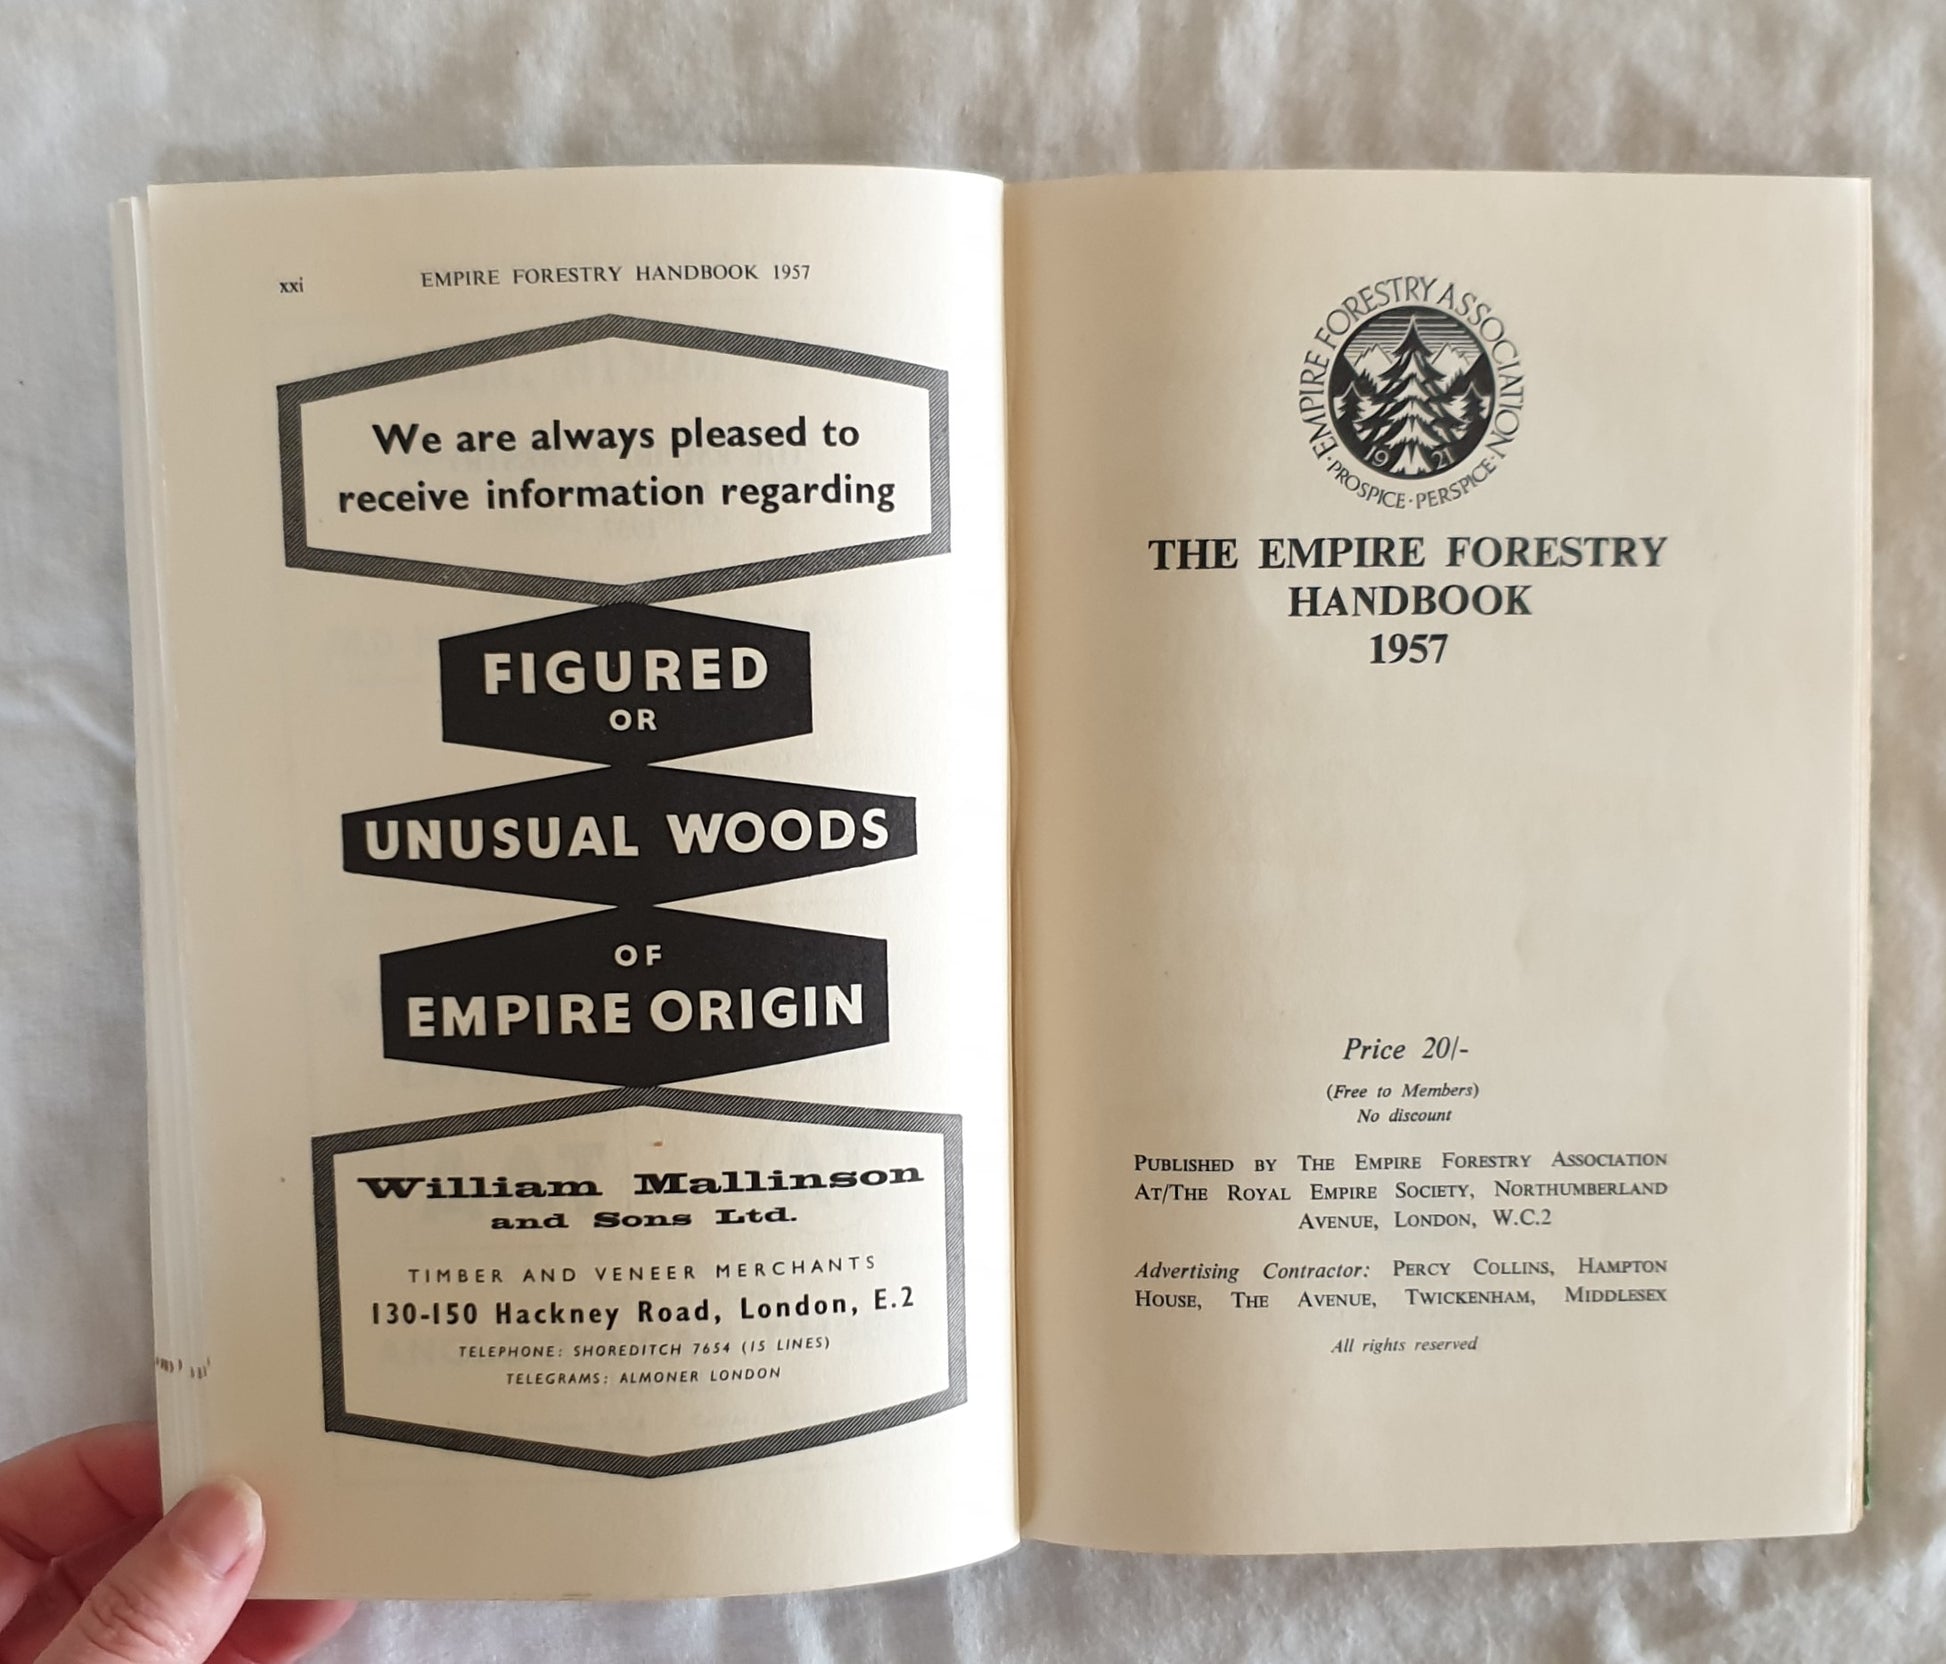 xxi EMPIRE FORESTRY HANDBOOK 1957
We are always pleased to
receive information regarding
FIGURED
OR
UNUSUAL WOODS
OF
EMPIRE ORIGIN
William Mallinson
and Sons Ltd.
TIMBER AND VENEER MERCHANTS
130-150 Hackney Road, London, E.2
TELEPHONE: SHOREDITCH 7654 (15 LINES)
TELEGRAMS: ALMONER LONDON
EMPIRE FORESTRY ASSOCIATION
19 21
·PROSPICE·PERSPICE·
THE EMPIRE FORESTRY
HANDBOOK
1957
Price 20/-
(Free to Members)
No discount
PUBLISHED BY THE EMPIRE FORESTRY ASSOCIATION
AT/THE ROYAL EMPIRE SOCIETY, NORTHUMBERLAND
AVENUE, LONDON, W.C.2
Advertising Contractor: PERCY COLLINS, HAMPTON
HOUSE, THE AVENUE, TWICKENHAM, MIDDLESEX
All rights reserved